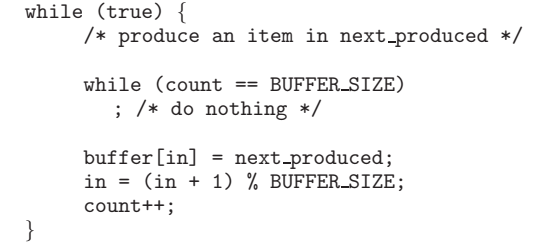 while (true) {
/* produce an item in next_produced */
while (count == BUFFER_SIZE)
; /* do nothing */
buffer[in] = next_produced;
in = (in + 1) % BUFFER_SIZE;
count++;
}